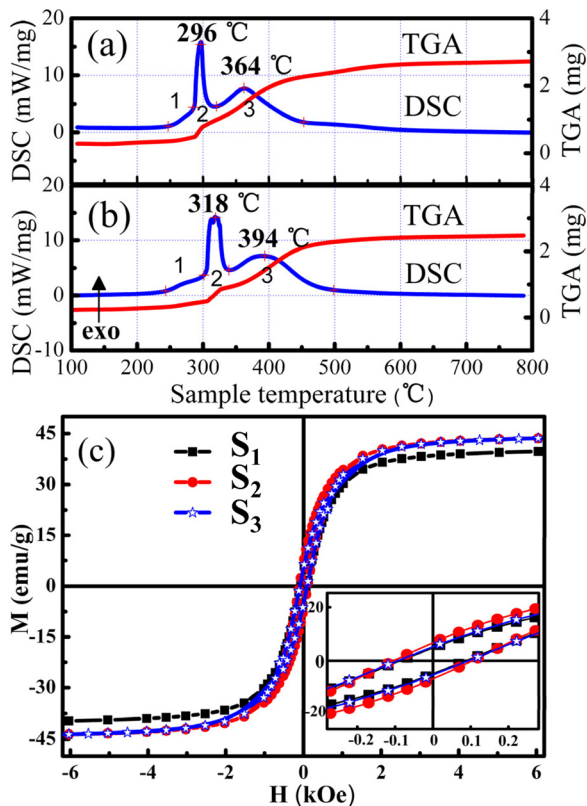 20
(a)
296 ℃
TGA
4
10
364 ℃
3
1
2
3
DSC
2
0
1
0
DSC (mW/mg)
TGA (mg)
20
(b)
318 ℃
TGA
4
10
394 ℃
3
1
2
3
DSC
2
0
1
exo
0
-10
DSC (mW/mg)
TGA (mg)
100 200 300 400 500 600 700 800
Sample temperature (℃)
(c)
S1
S2
S3
45
30
15
0
-15
-30
-45
M (emu/g)
20
0
-20
-0.2 -0.1 0 0.1 0.2
-6 -4 -2 0 2 4 6
H (kOe)